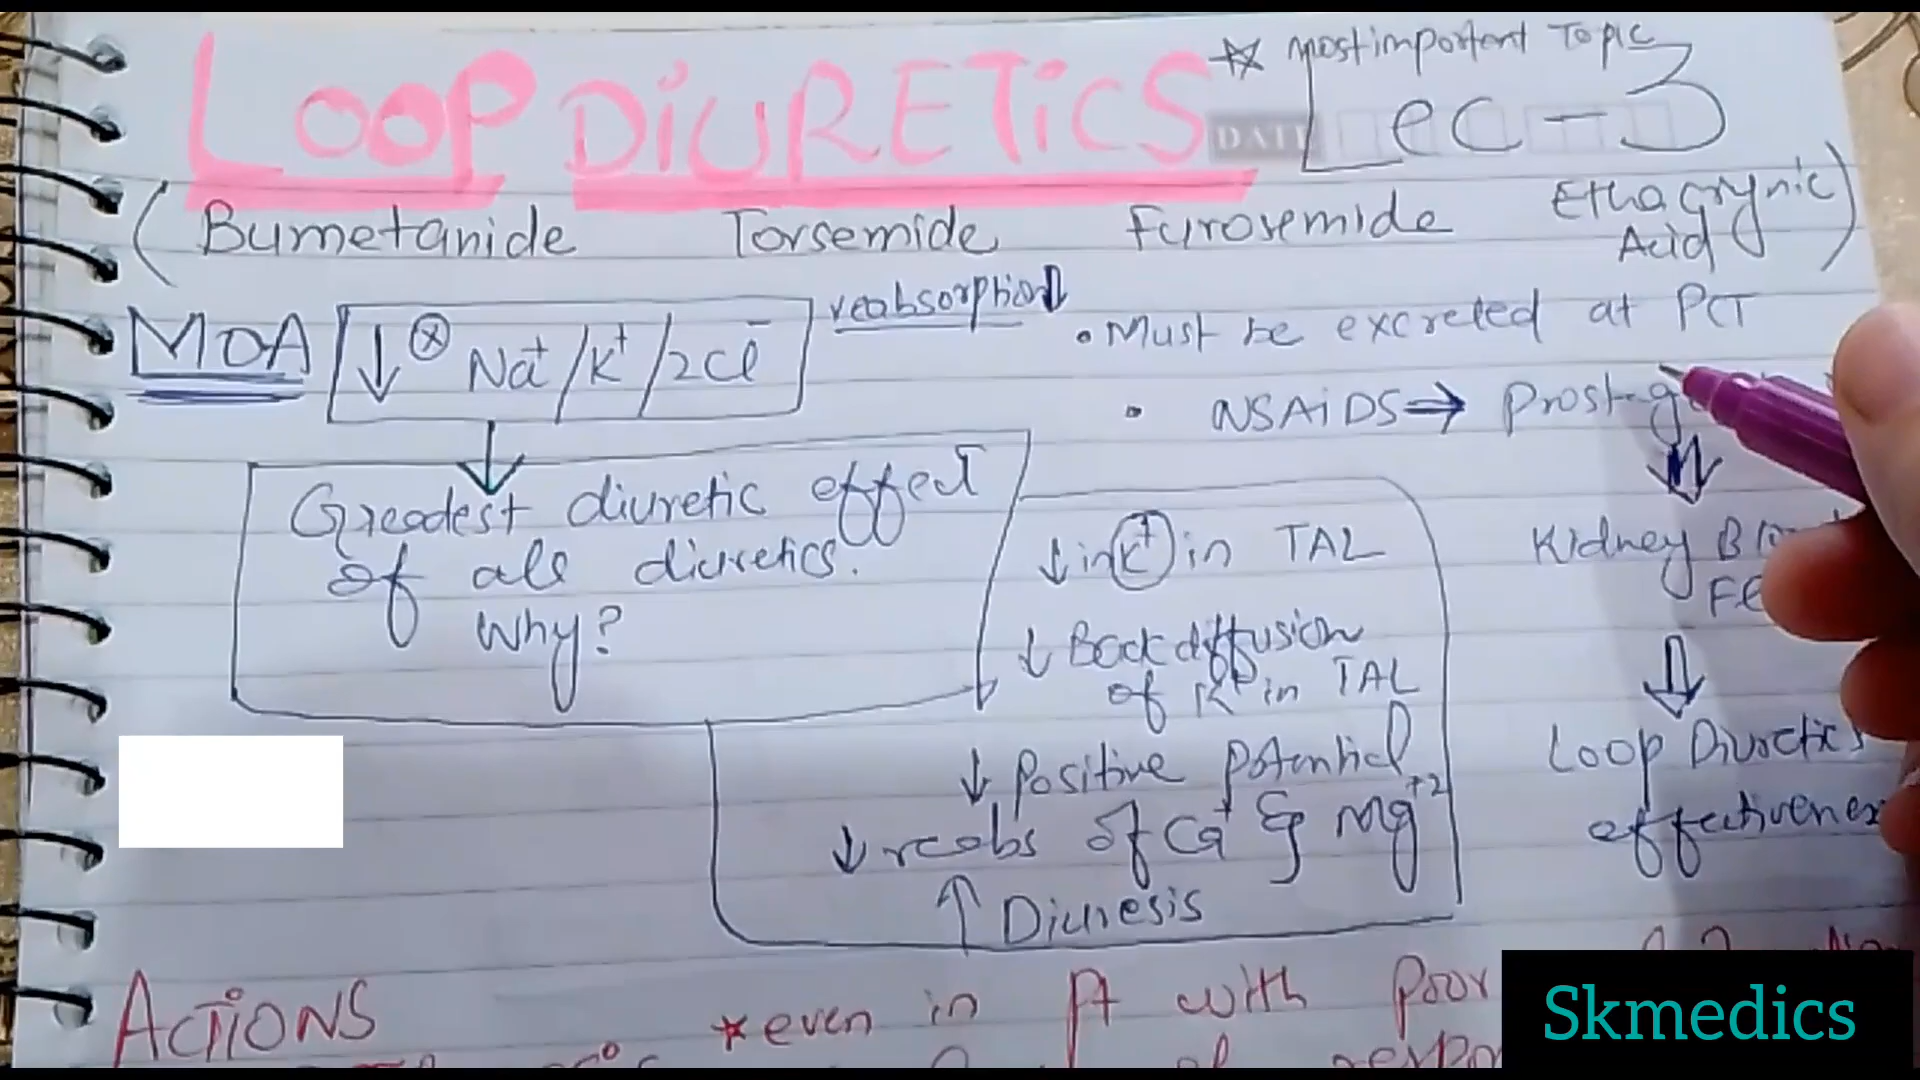 LOOP DiURETiCS
☆ most important Topic
Lec-3
DATE
(Bumetanide Torsemide Furosemide Ethacrynic Acid)
MOA ↓ ⓧ Na⁺/K⁺/2Cl⁻ reabsorption ⇓
• Must be excreted at PCT
• NSAiDS ⇒
⇓
Kidney
⇓
Loop Diuretics
↓
Greatest diuretic effect
of all diuretics.
Why?
↓ in K⁺ in TAL
↓ Back diffusion
of K⁺ in TAL
↓ Positive potential
↓ reabs of Ca⁺ & Mg⁺²
↑ Diuresis
ACTiONS
*even in Pt with Poor
of
Skmedics